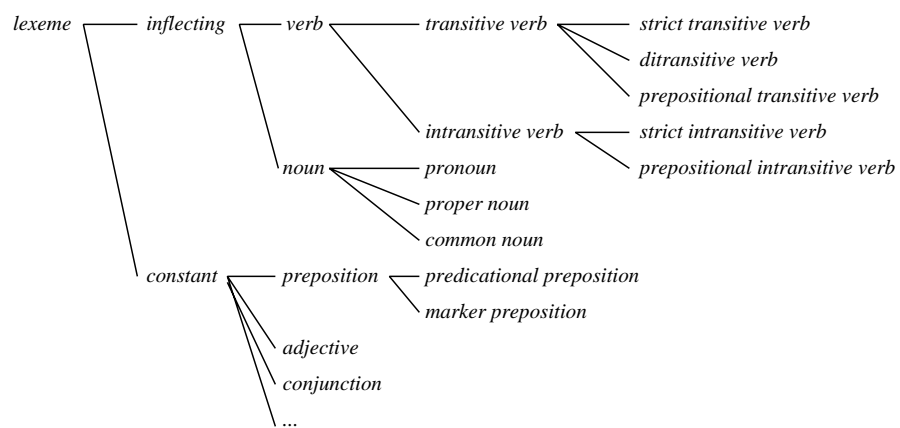 lexeme inflecting verb transitive verb strict transitive verb
ditransitive verb
prepositional transitive verb
intransitive verb strict intransitive verb
noun pronoun prepositional intransitive verb
proper noun
common noun
constant preposition predicational preposition
marker preposition
adjective
conjunction
...